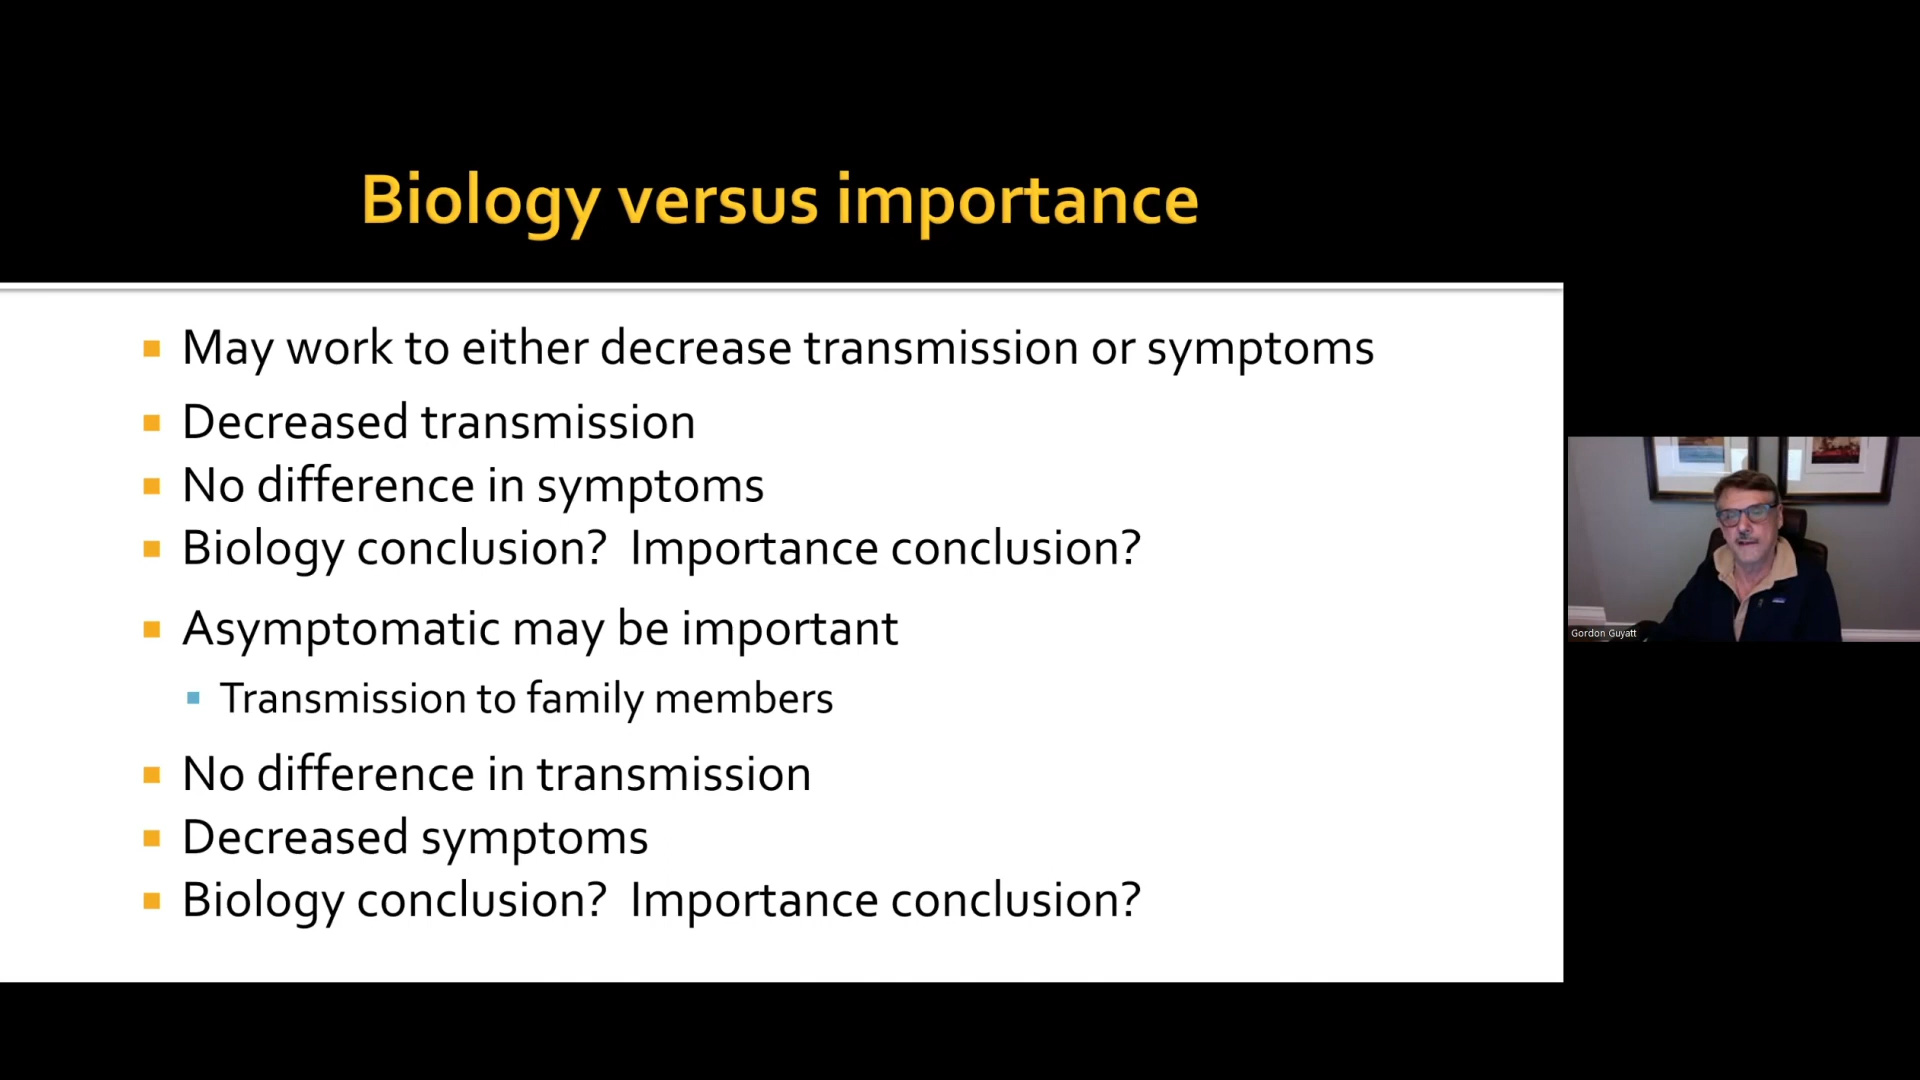 Biology versus importance
May work to either decrease transmission or symptoms
Decreased transmission
No difference in symptoms
Biology conclusion?  Importance conclusion?
Asymptomatic may be important
Transmission to family members
No difference in transmission
Decreased symptoms
Biology conclusion?  Importance conclusion?
Gordon Guyatt